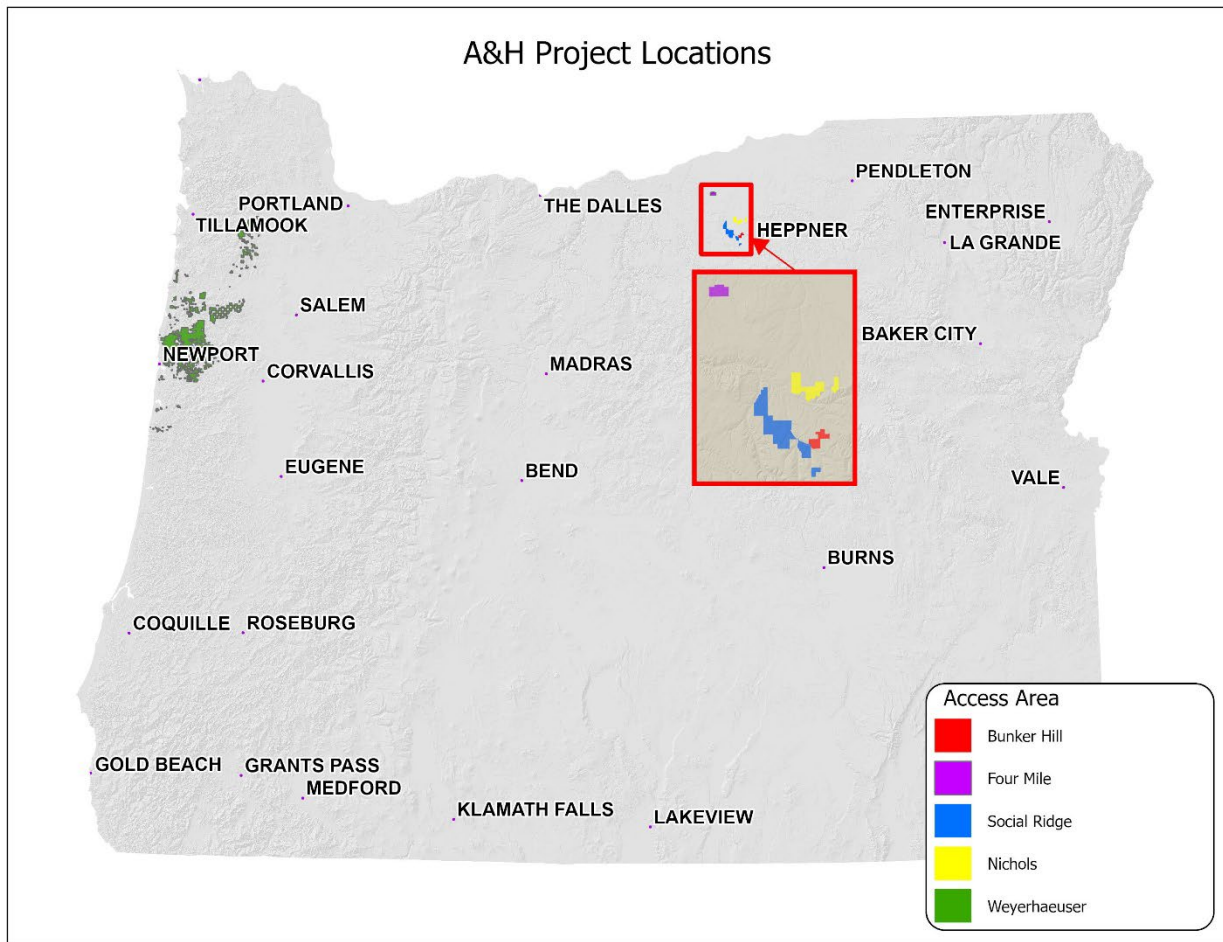 A&H Project Locations
PENDLETON
PORTLAND
THE DALLES
TILLAMOOK
ENTERPRISE
HEPPNER
LA GRANDE
SALEM
BAKER CITY
NEWPORT
MADRAS
CORVALLIS
EUGENE
BEND
VALE
BURNS
COQUILLE
ROSEBURG
GOLD BEACH
GRANTS PASS
MEDFORD
KLAMATH FALLS
LAKEVIEW
Access Area
Bunker Hill
Four Mile
Social Ridge
Nichols
Weyerhaeuser